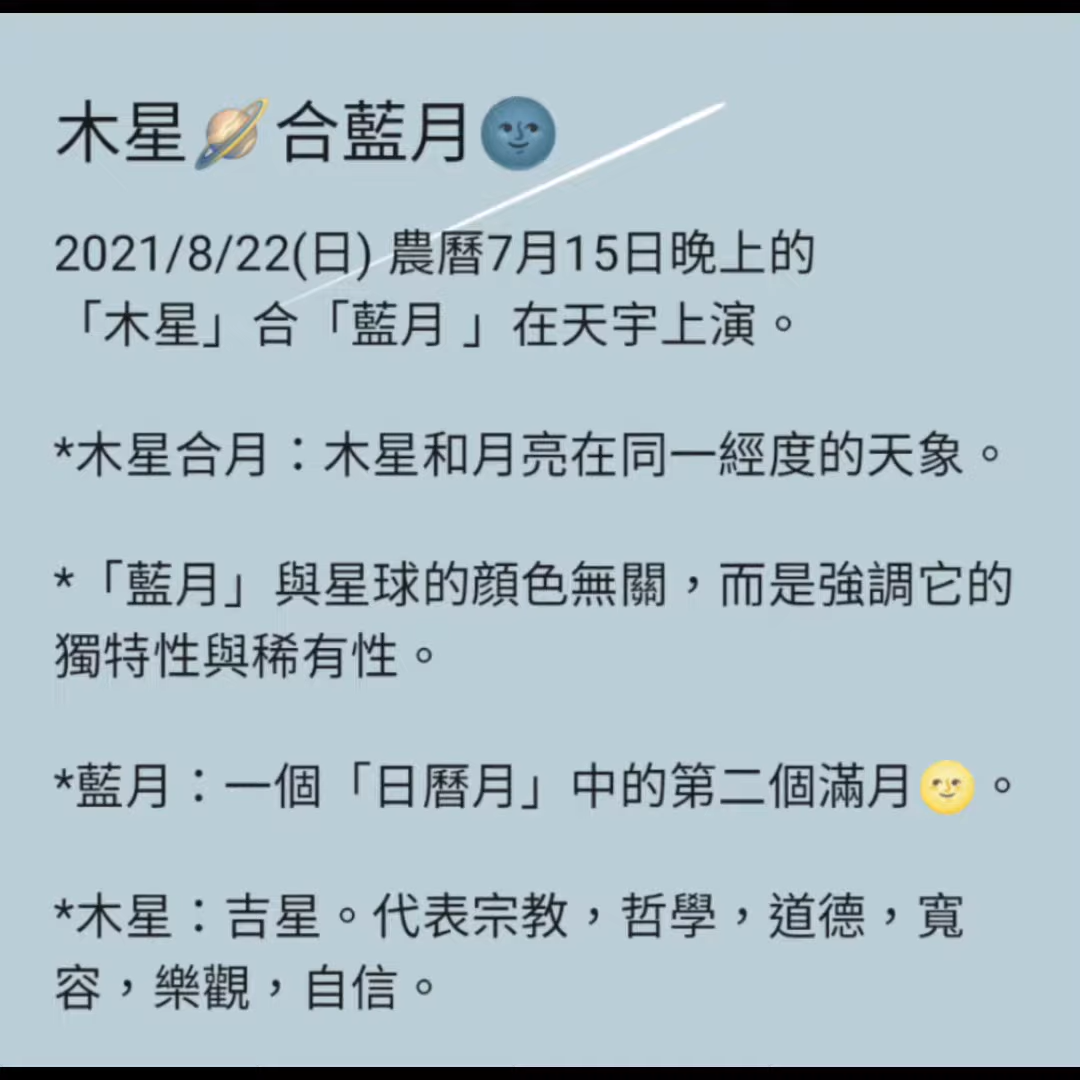 木星🪐合藍月🌚
2021/8/22(日) 農曆7月15日晚上的
「木星」合「藍月 」在天宇上演。
*木星合月：木星和月亮在同一經度的天象。
*「藍月」與星球的顏色無關，而是強調它的
獨特性與稀有性。
*藍月：一個「日曆月」中的第二個滿月🌝。
*木星：吉星。代表宗教，哲學，道德，寬
容，樂觀，自信。